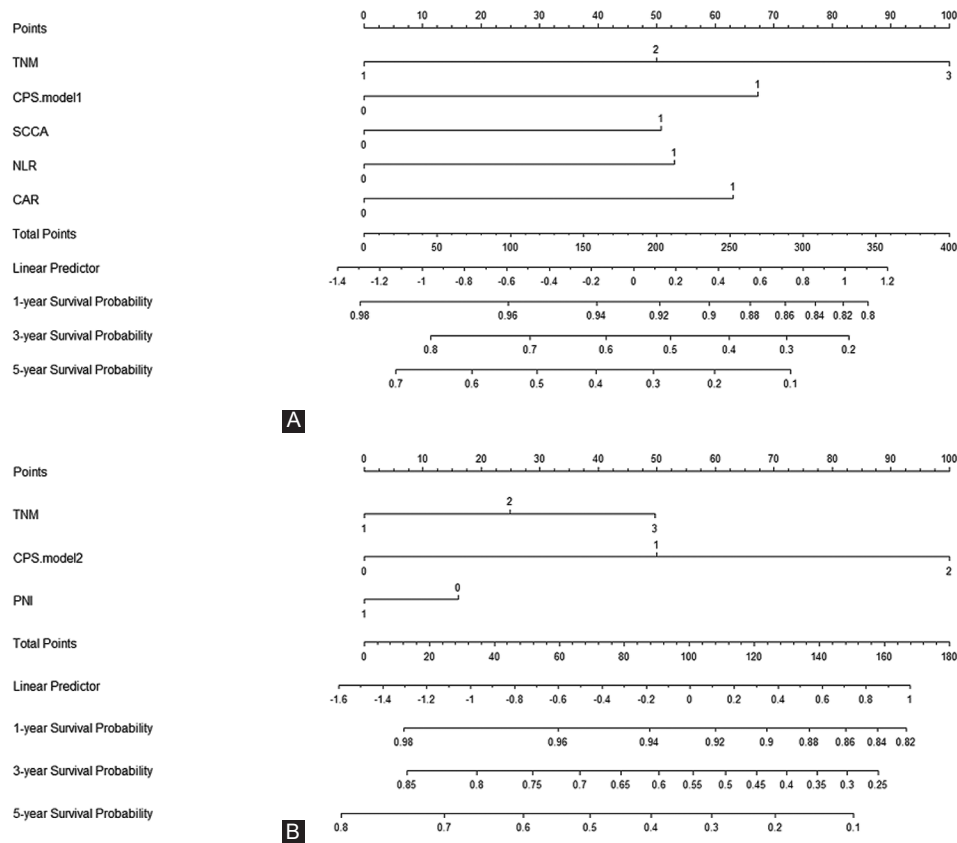 Points 0 10 20 30 40 50 60 70 80 90 100
TNM 1 2 3
CPS.model1 0 1
SCCA 0 1
NLR 0 1
CAR 0 1
Total Points 0 50 100 150 200 250 300 350 400
Linear Predictor -1.4 -1.2 -1 -0.8 -0.6 -0.4 -0.2 0 0.2 0.4 0.6 0.8 1 1.2
1-year Survival Probability 0.98 0.96 0.94 0.92 0.9 0.88 0.86 0.84 0.82 0.8
3-year Survival Probability 0.8 0.7 0.6 0.5 0.4 0.3 0.2
5-year Survival Probability 0.7 0.6 0.5 0.4 0.3 0.2 0.1
A
Points 0 10 20 30 40 50 60 70 80 90 100
TNM 1 2 3
CPS.model2 0 1 2
PNI 1 0
Total Points 0 20 40 60 80 100 120 140 160 180
Linear Predictor -1.6 -1.4 -1.2 -1 -0.8 -0.6 -0.4 -0.2 0 0.2 0.4 0.6 0.8 1
1-year Survival Probability 0.98 0.96 0.94 0.92 0.9 0.88 0.86 0.84 0.82
3-year Survival Probability 0.85 0.8 0.75 0.7 0.65 0.6 0.55 0.5 0.45 0.4 0.35 0.3 0.25
5-year Survival Probability 0.8 0.7 0.6 0.5 0.4 0.3 0.2 0.1
B